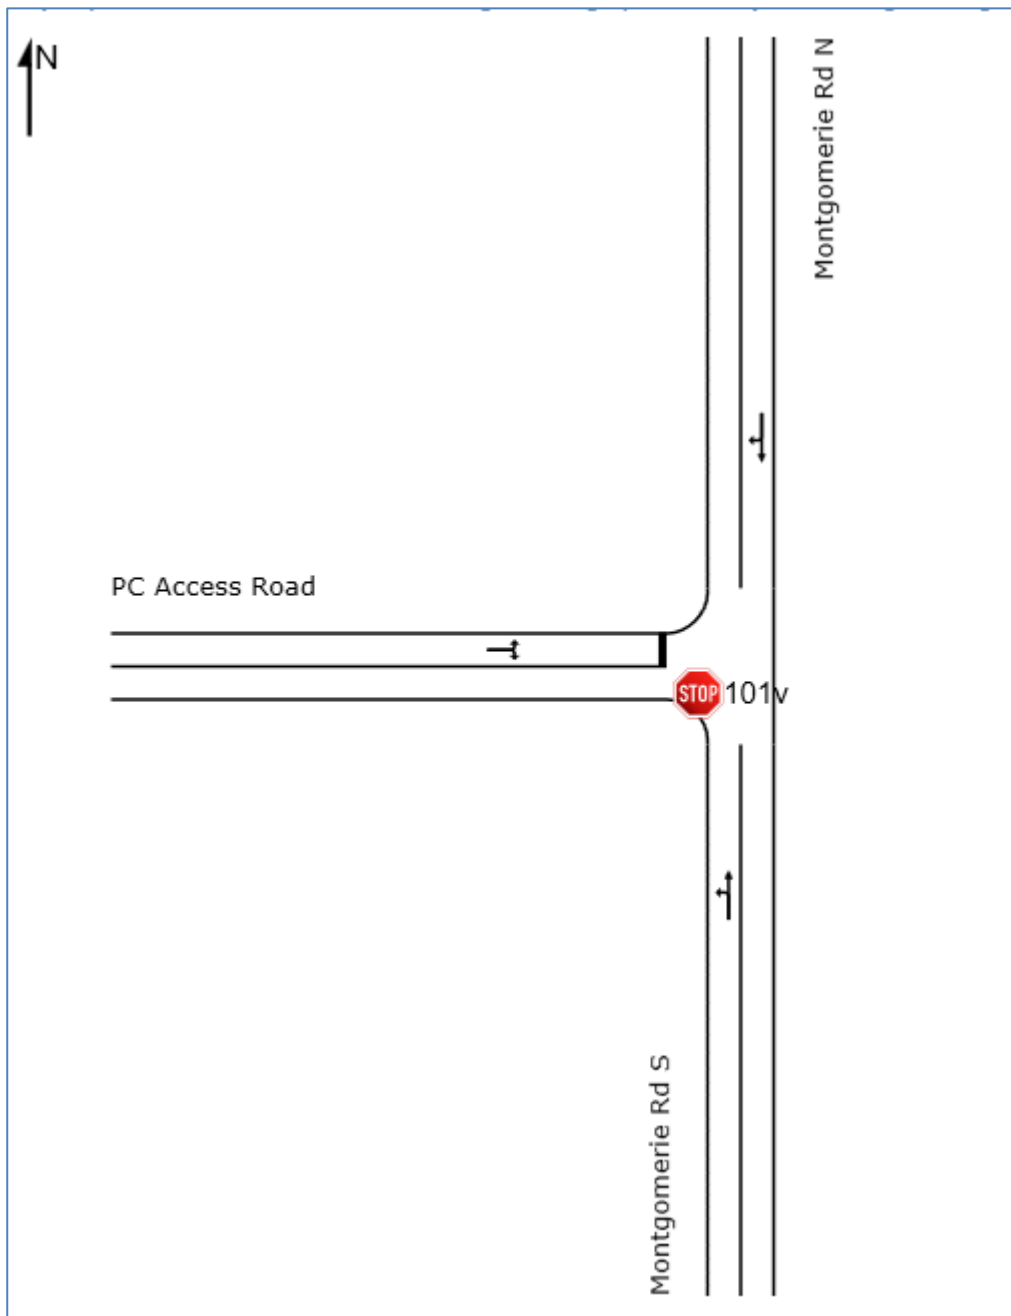 N
Montgomerie Rd N
PC Access Road
STOP
101v
Montgomerie Rd S